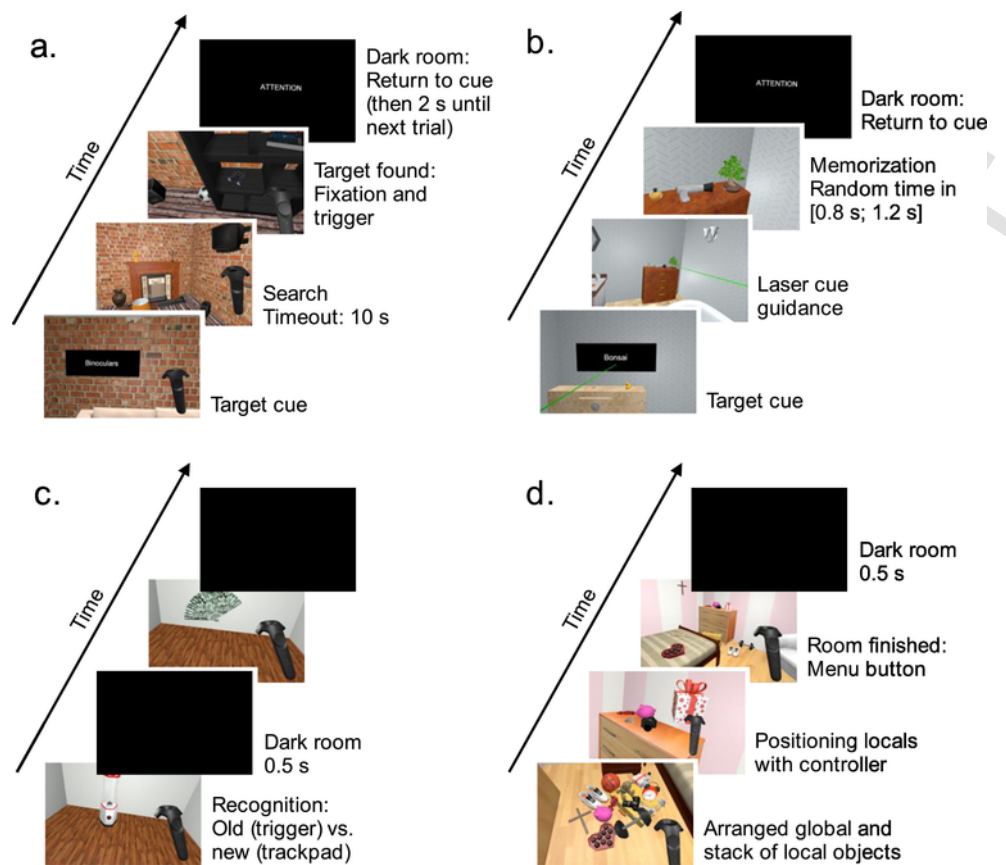 a.
Time
ATTENTION
Dark room:
Return to cue
(then 2 s until
next trial)
Target found:
Fixation and
trigger
Search
Timeout: 10 s
Binoculars
Target cue
b.
Time
ATTENTION
Dark room:
Return to cue
Memorization
Random time in
[0.8 s; 1.2 s]
Laser cue
guidance
Bonsai
Target cue
c.
Time
Dark room
0.5 s
Recognition:
Old (trigger) vs.
new (trackpad)
d.
Time
Dark room
0.5 s
Room finished:
Menu button
Positioning locals
with controller
Arranged global and
stack of local objects